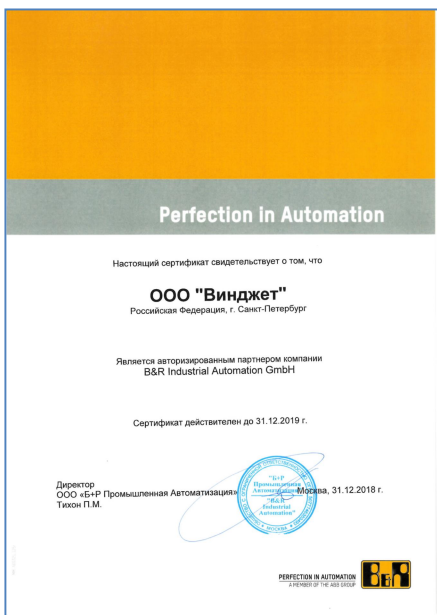 Perfection in Automation
Настоящий сертификат свидетельствует о том, что
ООО "Винджет"
Российская Федерация, г. Санкт-Петербург
Является авторизированным партнером компании
B&R Industrial Automation GmbH
Сертификат действителен до 31.12.2019 г.
Директор
ООО «Б+Р Промышленная Автоматизация»
Тихон П.М.
"Б+Р
Промышленная
Автоматизация"
"B&R
Industrial
Automation"
МОСКВА
Москва, 31.12.2018 г.
PERFECTION IN AUTOMATION
A MEMBER OF THE ABB GROUP
B&R